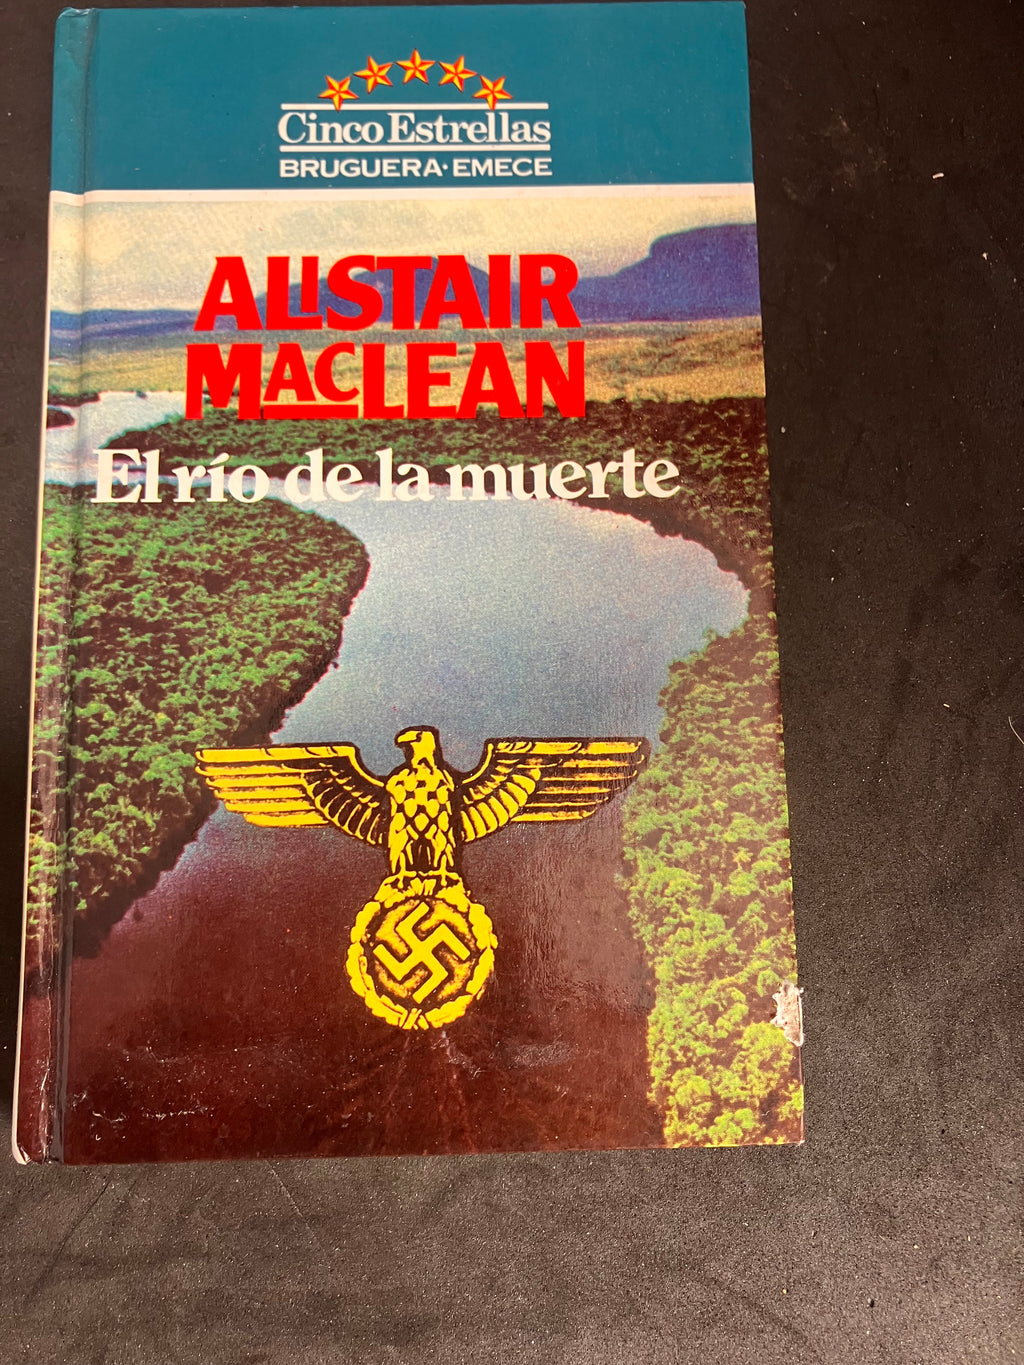 Cinco Estrellas
BRUGUERA·EMECE
ALISTAIR
MACLEAN
El río de la muerte